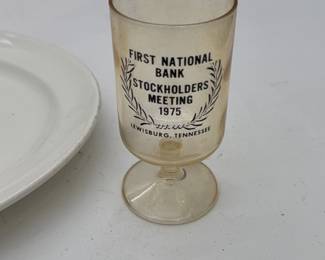 FIRST NATIONAL
BANK
STOCKHOLDERS
MEETING
1975
LEWISBURG, TENNESSEE